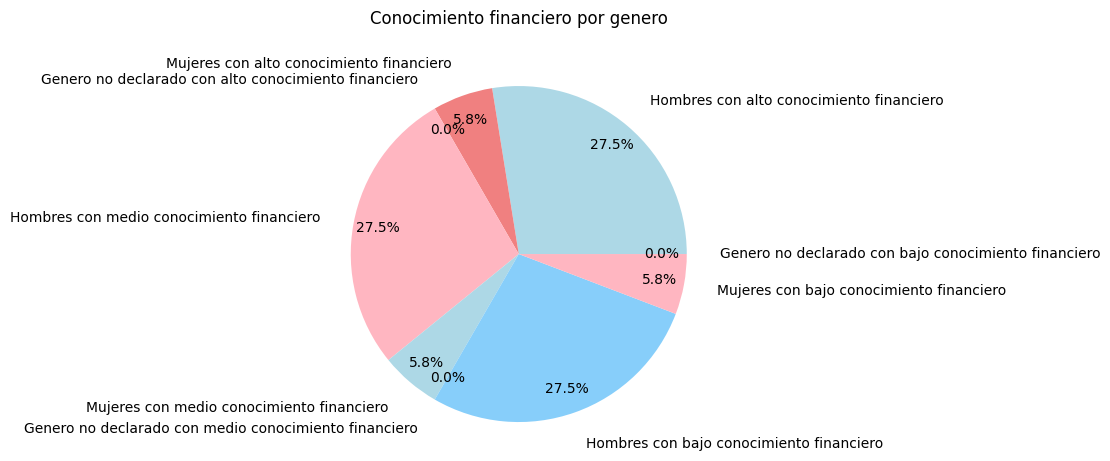 Conocimiento financiero por genero
Mujeres con alto conocimiento financiero
Genero no declarado con alto conocimiento financiero
Hombres con alto conocimiento financiero
5.8%
0.0%
27.5%
Hombres con medio conocimiento financiero
27.5%
0.0%
Genero no declarado con bajo conocimiento financiero
5.8%
Mujeres con bajo conocimiento financiero
5.8%
0.0%
27.5%
Mujeres con medio conocimiento financiero
Genero no declarado con medio conocimiento financiero
Hombres con bajo conocimiento financiero